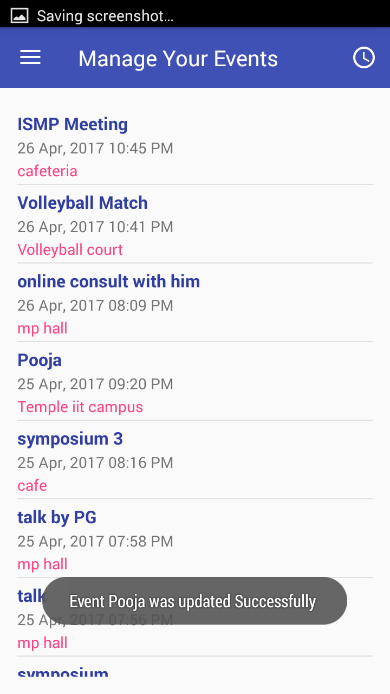 Saving screenshot...
Manage Your Events
ISMP Meeting
26 Apr, 2017 10:45 PM
cafeteria
Volleyball Match
26 Apr, 2017 10:41 PM
Volleyball court
online consult with him
26 Apr, 2017 08:09 PM
mp hall
Pooja
25 Apr, 2017 09:20 PM
Temple iit campus
symposium 3
25 Apr, 2017 08:16 PM
cafe
talk by PG
25 Apr, 2017 07:58 PM
mp hall
talk
Event Pooja was updated Successfully
25 Apr, 2017 07:56 PM
mp hall
symposium